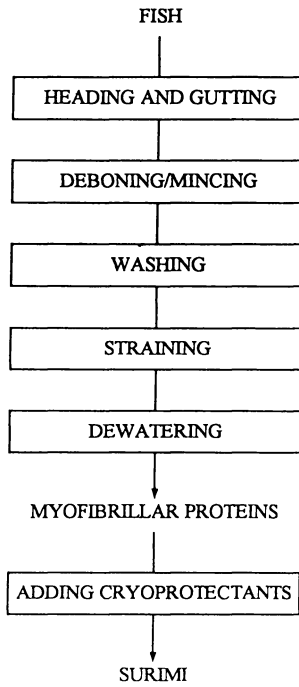 FISH
HEADING AND GUTTING
DEBONING/MINCING
WASHING
STRAINING
DEWATERING
MYOFIBRILLAR PROTEINS
ADDING CRYOPROTECTANTS
SURIMI